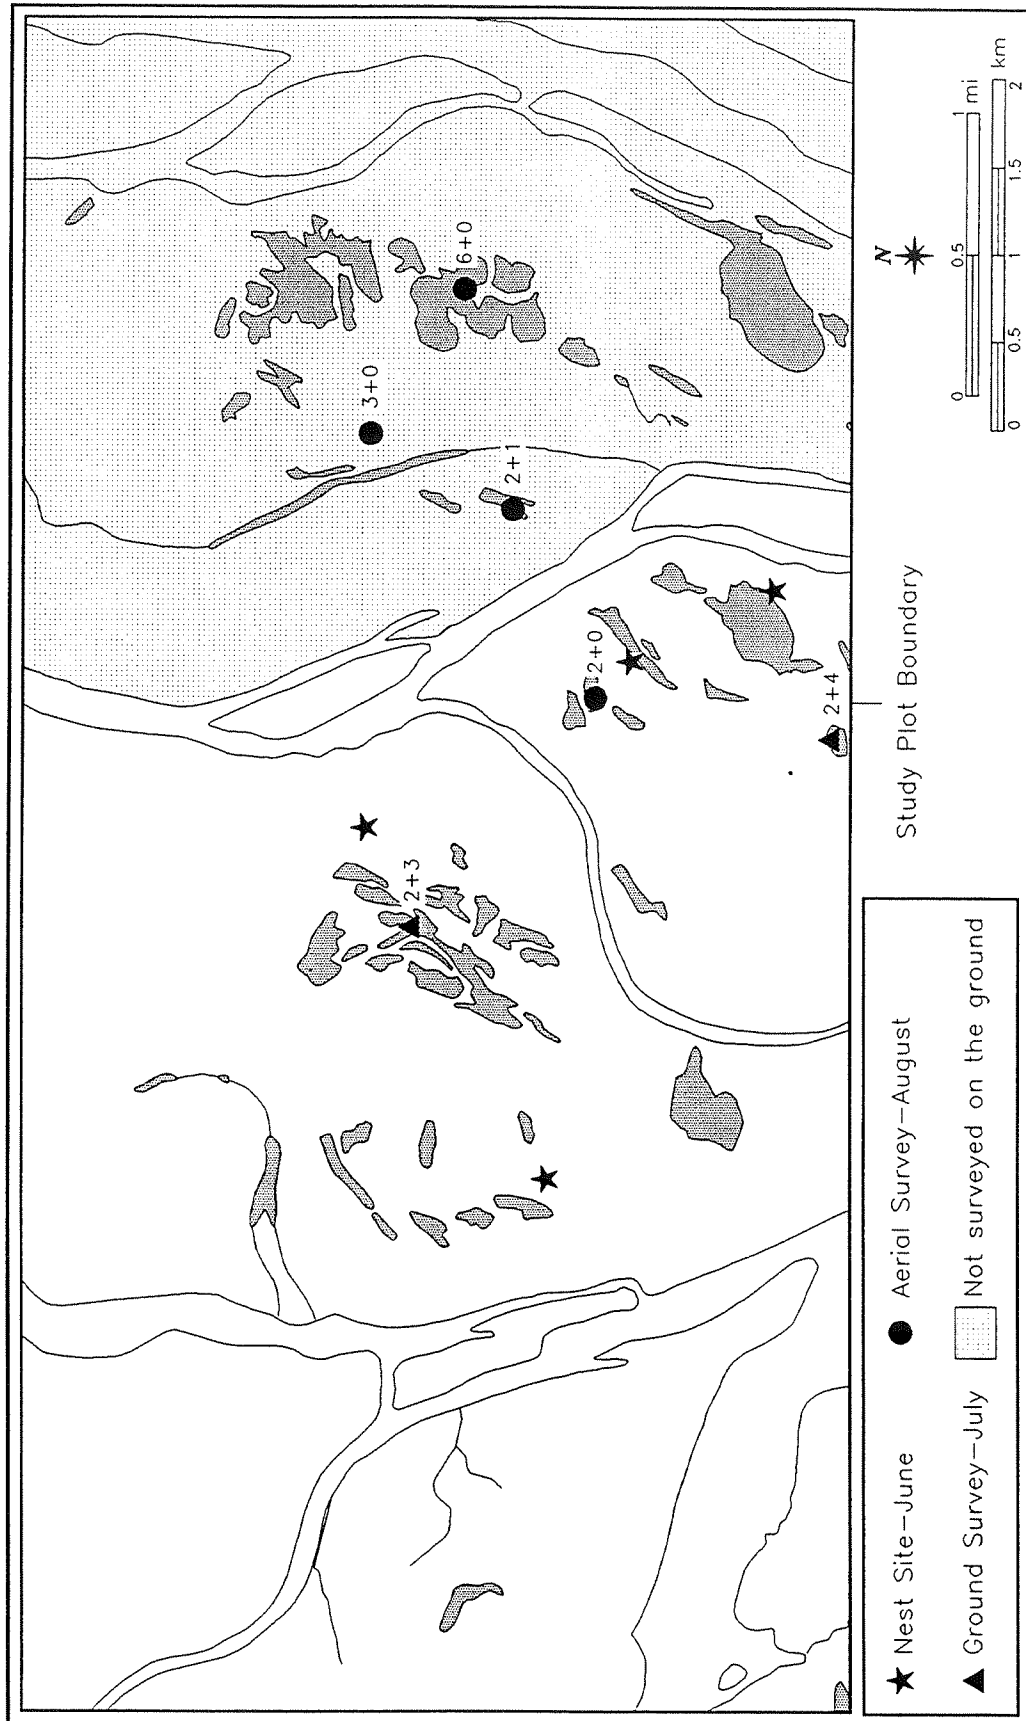 2+3
3+0
6+0
2+1
2+0
2+4
Study Plot Boundary
N
0 0.5 1 mi
0 0.5 1 1.5 2 km
Nest Site-June
Aerial Survey-August
Ground Survey-July
Not surveyed on the ground